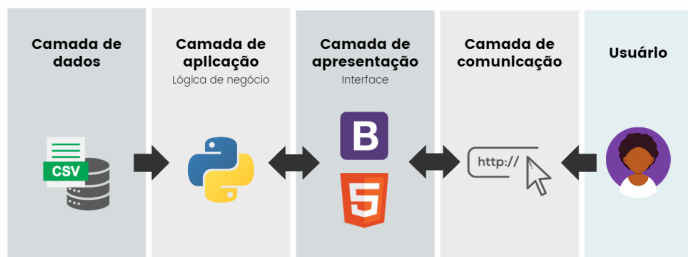 Camada de
dados
CSV
Camada de
aplicação
Lógica de negócio
Camada de
apresentação
Interface
B
5
Camada de
comunicação
http://
Usuário